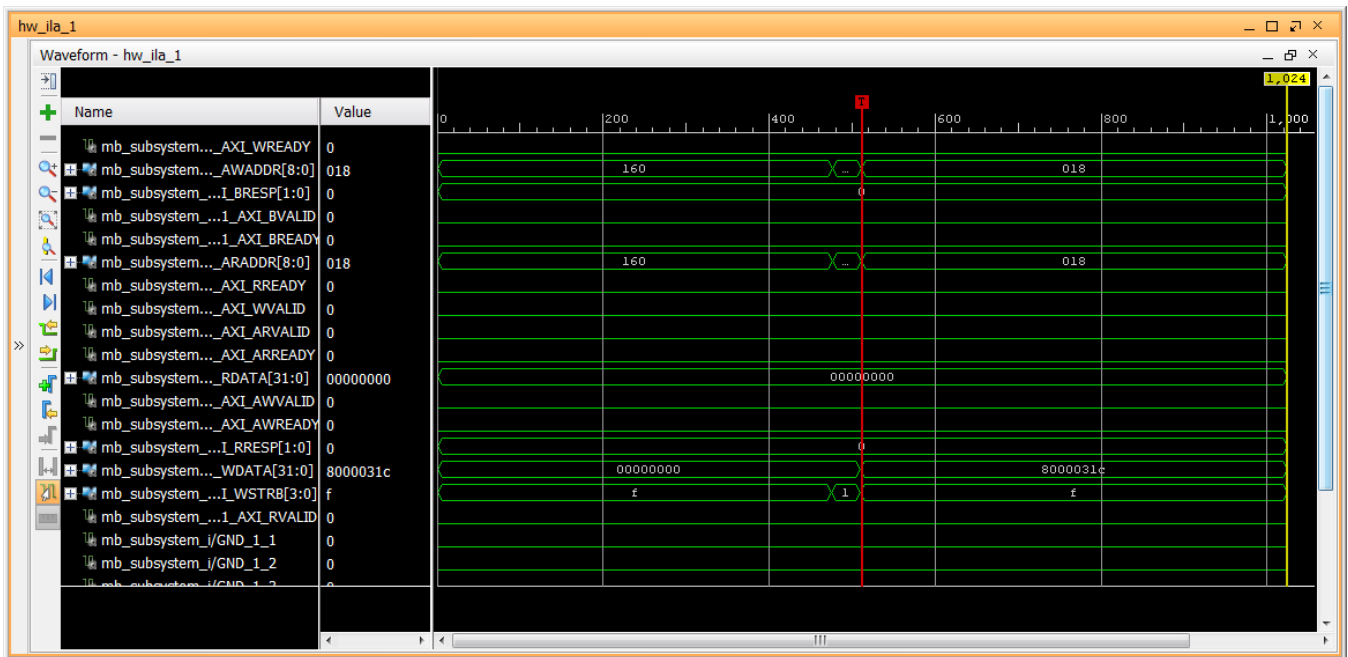 hw_ila_1
Waveform - hw_ila_1
1,024
Name Value
T
0 200 400 600 800 1,000
mb_subsystem..._AXI_WREADY 0
mb_subsystem..._AWADDR[8:0] 018 160 ... 018
mb_subsystem_...I_BRESP[1:0] 0 0
mb_subsystem_...1_AXI_BVALID 0
mb_subsystem_...1_AXI_BREADY 0
mb_subsystem..._ARADDR[8:0] 018 160 ... 018
mb_subsystem..._AXI_RREADY 0
mb_subsystem..._AXI_WVALID 0
mb_subsystem..._AXI_ARVALID 0
mb_subsystem..._AXI_ARREADY 0
mb_subsystem..._RDATA[31:0] 00000000 00000000
mb_subsystem..._AXI_AWVALID 0
mb_subsystem..._AXI_AWREADY 0
mb_subsystem...I_RRESP[1:0] 0 0
mb_subsystem..._WDATA[31:0] 8000031c 00000000 8000031c
mb_subsystem_...I_WSTRB[3:0] f f 1 f
mb_subsystem_...1_AXI_RVALID 0
mb_subsystem_i/GND_1_1 0
mb_subsystem_i/GND_1_2 0